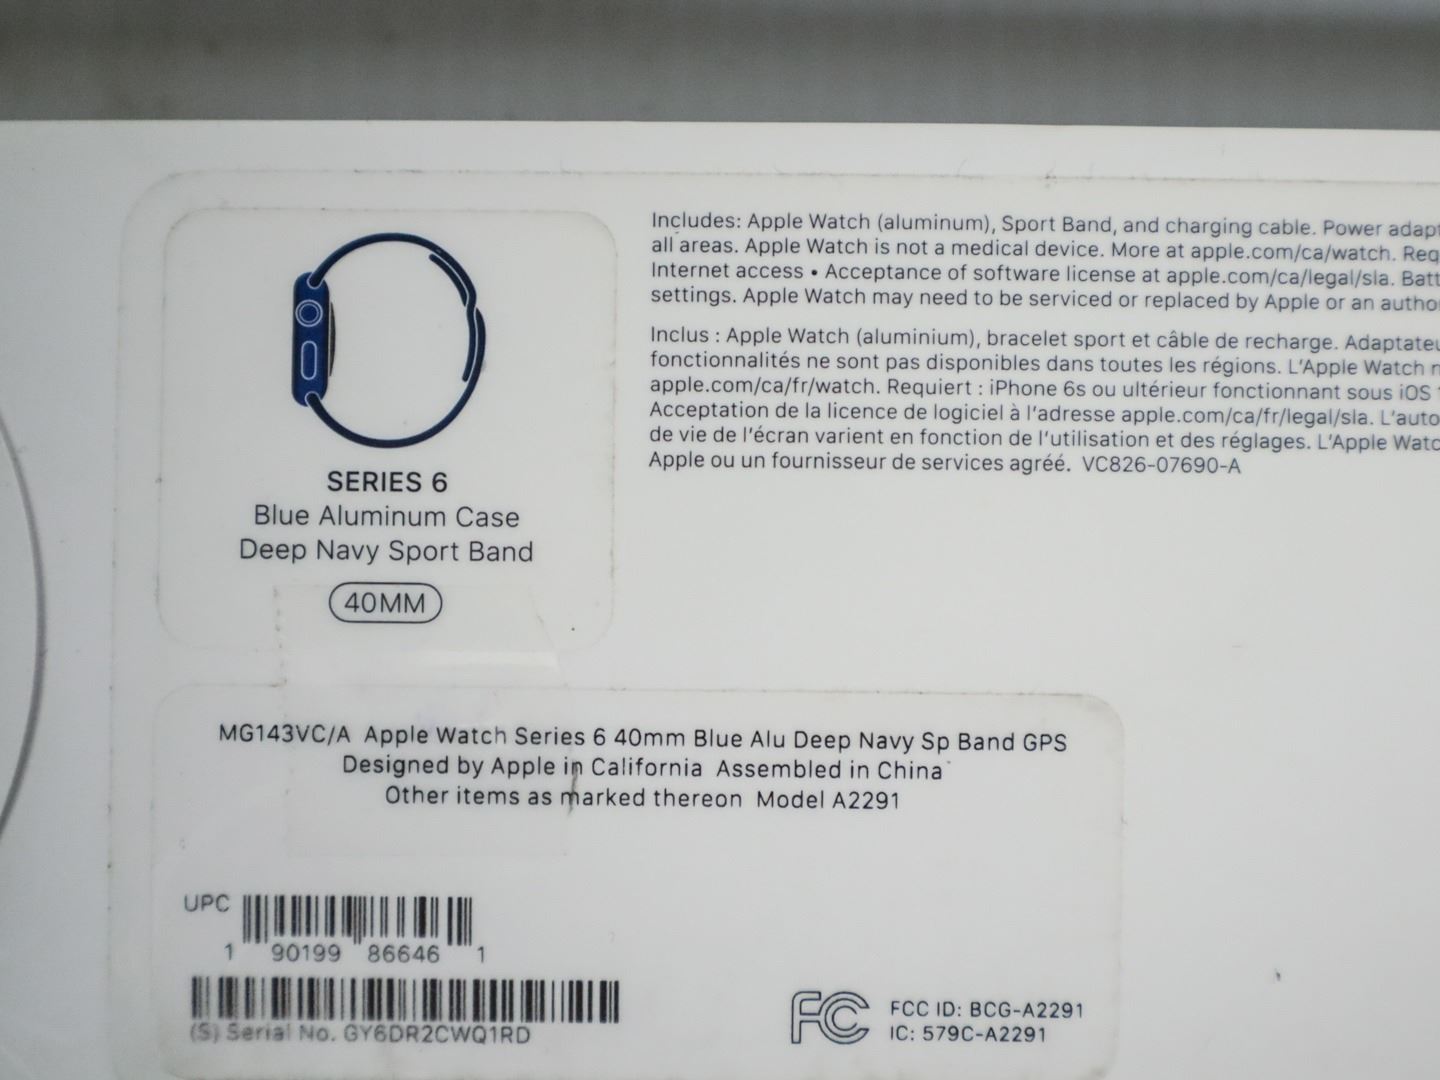 Includes: Apple Watch (aluminum), Sport Band, and charging cable. Power adapt
all areas. Apple Watch is not a medical device. More at apple.com/ca/watch. Req
Internet access • Acceptance of software license at apple.com/ca/legal/sla. Batt
settings. Apple Watch may need to be serviced or replaced by Apple or an autho
Inclus : Apple Watch (aluminium), bracelet sport et câble de recharge. Adaptateu
fonctionnalités ne sont pas disponibles dans toutes les régions. L'Apple Watch n
apple.com/ca/fr/watch. Requiert : iPhone 6s ou ultérieur fonctionnant sous iOS
Acceptation de la licence de logiciel à l'adresse apple.com/ca/fr/legal/sla. L'auto
de vie de l'écran varient en fonction de l'utilisation et des réglages. L'Apple Watc
Apple ou un fournisseur de services agréé. VC826-07690-A
SERIES 6
Blue Aluminum Case
Deep Navy Sport Band
40MM
MG143VC/A Apple Watch Series 6 40mm Blue Alu Deep Navy Sp Band GPS
Designed by Apple in California Assembled in China
Other items as marked thereon Model A2291
UPC
1 90199 86646 1
(S) Serial No. GY6DR2CWQ1RD
FC
FCC ID: BCG-A2291
IC: 579C-A2291